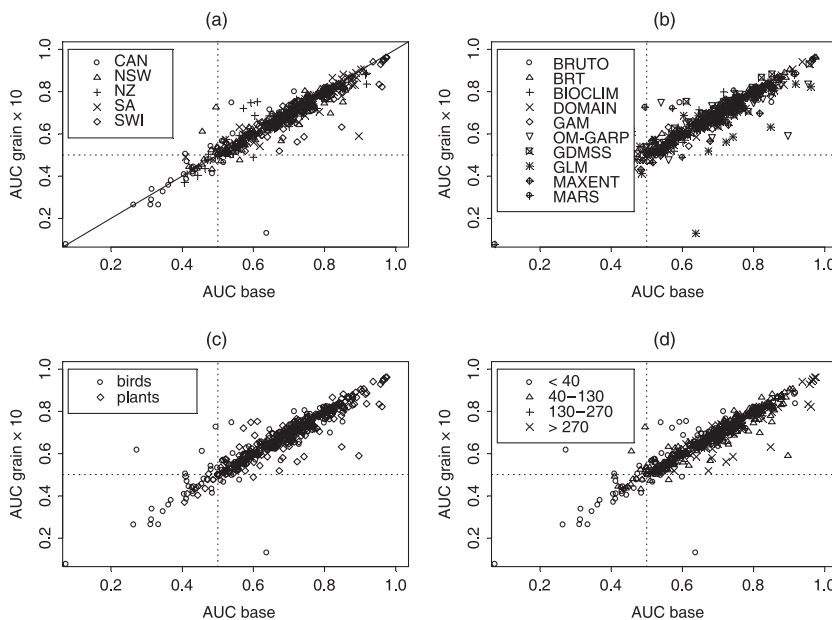 (a)
AUC grain × 10
1.0
0.8
0.6
0.4
0.2
CAN
NSW
NZ
SA
SWI
0.2 0.4 0.6 0.8 1.0
AUC base
(b)
AUC grain × 10
1.0
0.8
0.6
0.4
0.2
BRUTO
BRT
BIOCLIM
DOMAIN
GAM
OM-GARP
GDMSS
GLM
MAXENT
MARS
0.2 0.4 0.6 0.8 1.0
AUC base
(c)
AUC grain × 10
1.0
0.8
0.6
0.4
0.2
birds
plants
0.2 0.4 0.6 0.8 1.0
AUC base
(d)
AUC grain × 10
1.0
0.8
0.6
0.4
0.2
< 40
40−130
130−270
> 270
0.2 0.4 0.6 0.8 1.0
AUC base